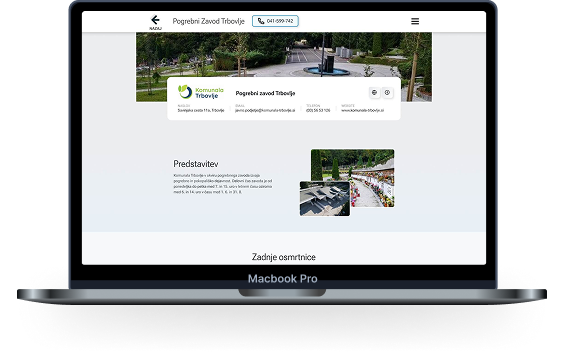 NAZAJ
Pogrebni Zavod Trbovlje
041-599-742
Komunala
Trbovlje
Pogrebni zavod Trbovlje
NASLOV
EMAIL
TELEFON
WEBSITE
Savinjska cesta 11a, Trbovlje
javno.podjetje@komunala-trbovlje.si
(03) 56 53 126
www.komunala-trbovlje.si
Predstavitev
Komunala Trbovlje v okviru pogrebnega zavoda izvaja
pogrebno in pokopališko dejavnost. Delovni čas zavoda je od
ponedeljka do petka med 7. in 15. uro v letnem času oziroma
med 6. in 14. uro v času med 1. 6. in 31. 8.
Zadnje osmrtnice
Macbook Pro